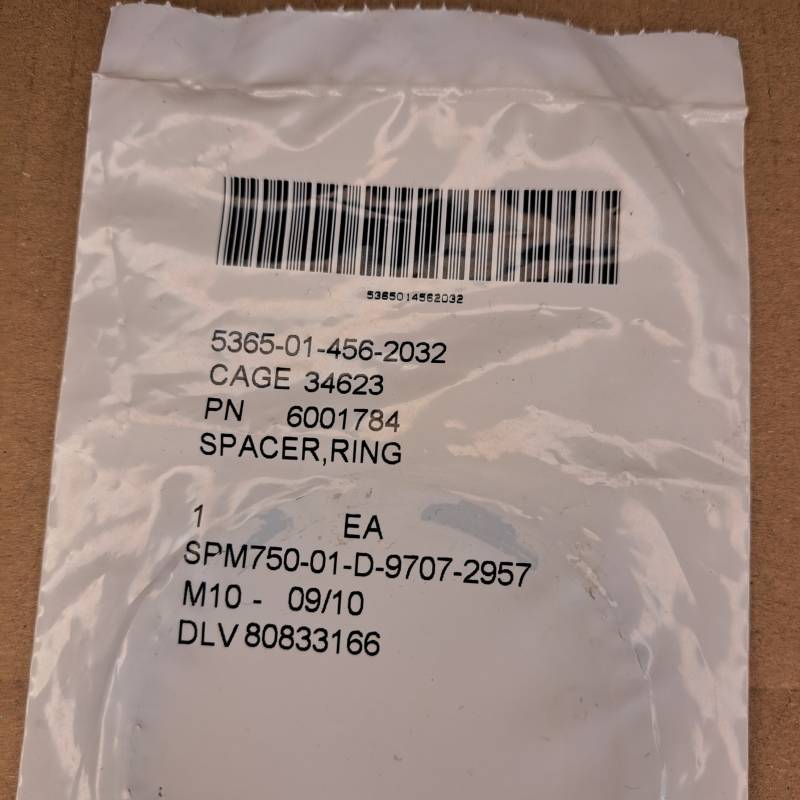 5365014562032
5365-01-456-2032
CAGE 34623
PN 6001784
SPACER,RING
1 EA
SPM750-01-D-9707-2957
M10 - 09/10
DLV 80833166